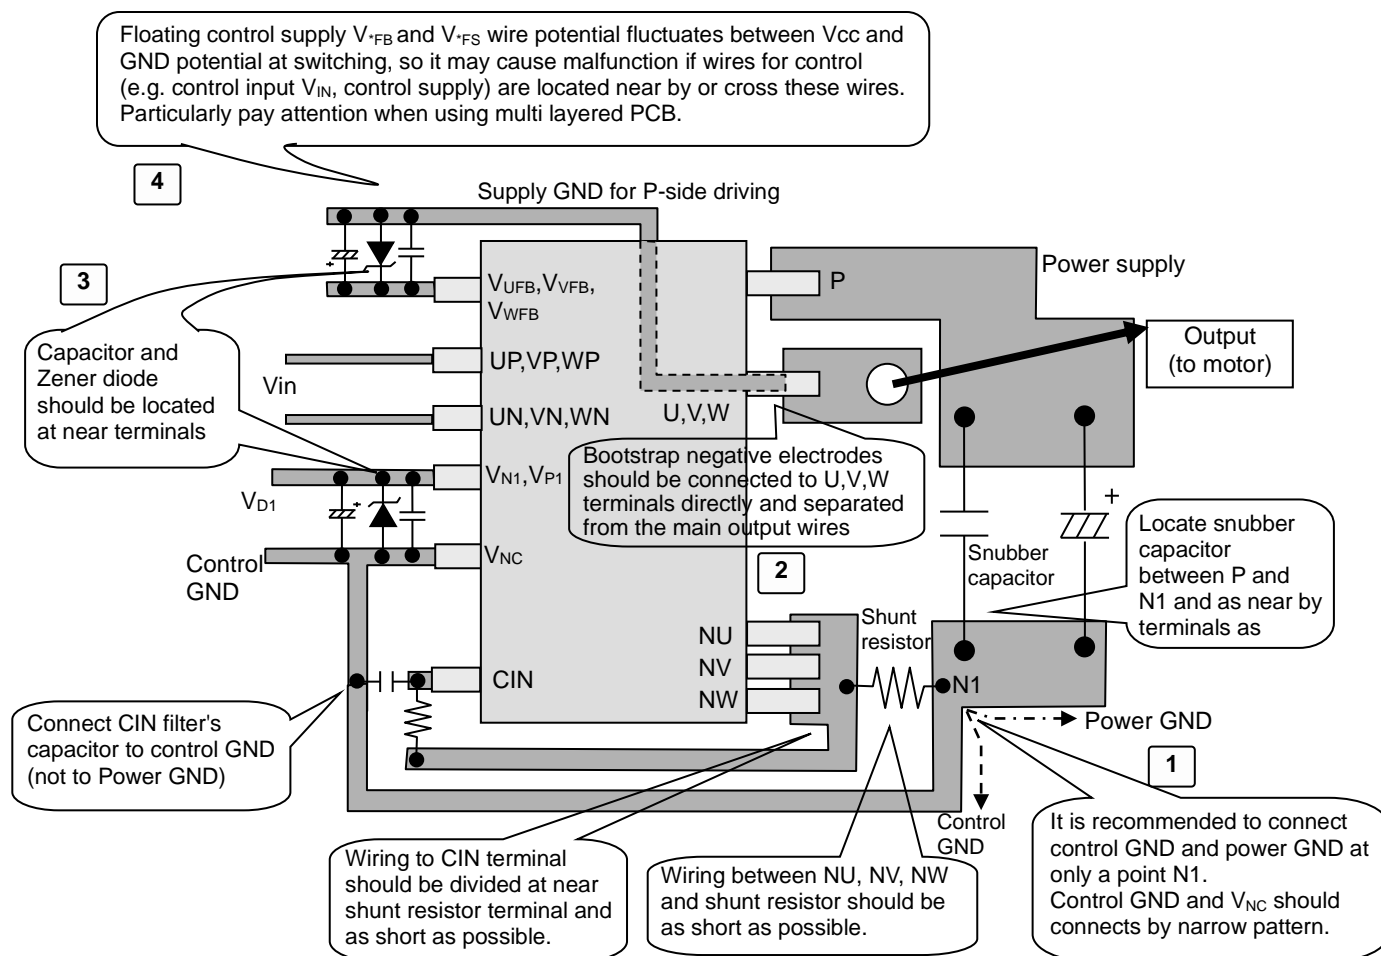 Floating control supply V*FB and V*FS wire potential fluctuates between Vcc and
GND potential at switching, so it may cause malfunction if wires for control
(e.g. control input VIN, control supply) are located near by or cross these wires.
Particularly pay attention when using multi layered PCB.
4
Supply GND for P-side driving
3
+
VUFB,VVFB,
VWFB
P
Power supply
Capacitor and
Zener diode
should be located
at near terminals
Vin
UP,VP,WP
UN,VN,WN
U,V,W
Output
(to motor)
Bootstrap negative electrodes
should be connected to U,V,W
terminals directly and separated
from the main output wires
VN1,VP1
VD1
+
+
Control
GND
VNC
2
Snubber
capacitor
Locate snubber
capacitor
between P and
N1 and as near by
terminals as
NU
NV
NW
Shunt
resistor
N1
CIN
Connect CIN filter's
capacitor to control GND
(not to Power GND)
Power GND
1
Control
GND
Wiring to CIN terminal
should be divided at near
shunt resistor terminal and
as short as possible.
Wiring between NU, NV, NW
and shunt resistor should be
as short as possible.
It is recommended to connect
control GND and power GND at
only a point N1.
Control GND and VNC should
connects by narrow pattern.